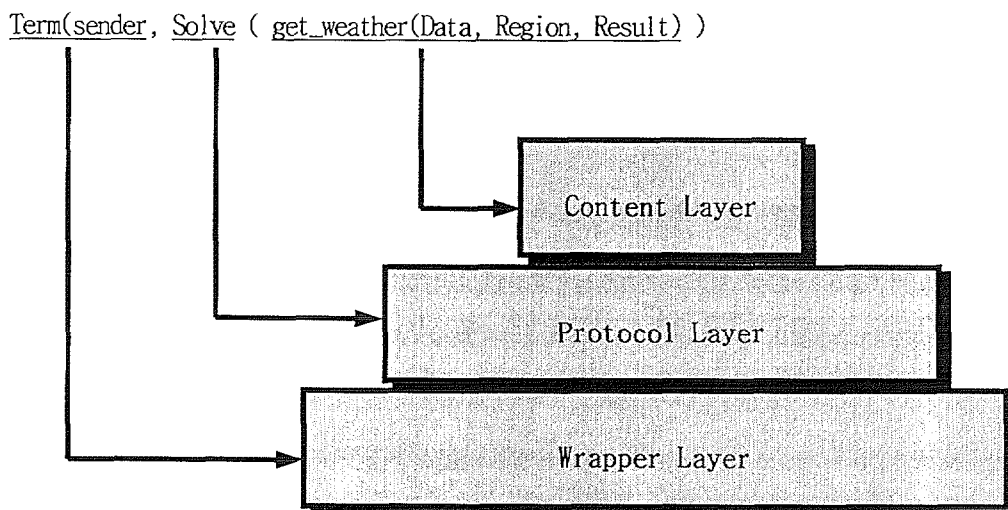 Term(sender, Solve ( get_weather(Data, Region, Result) )
Content Layer
Protocol Layer
Wrapper Layer